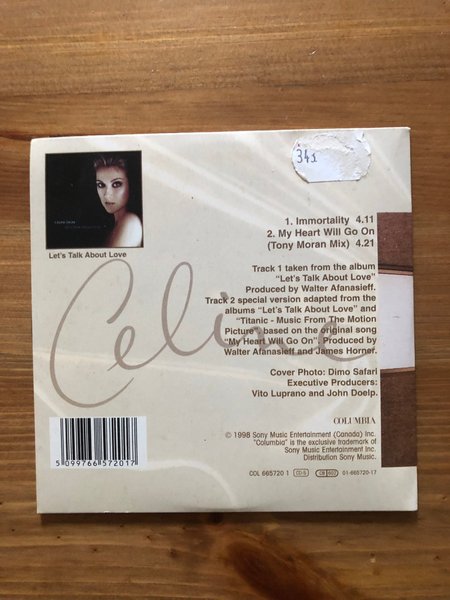 341
1. Immortality 4.11
2. My Heart Will Go On
(Tony Moran Mix) 4.21
Let's Talk About Love
Track 1 taken from the album
"Let's Talk About Love"
Produced by Walter Afanasieff.
Track 2 special version adapted from the
albums "Let's Talk About Love" and
"Titanic - Music From The Motion
Picture" based on the original song
"My Heart Will Go On". Produced by
Walter Afanasieff and James Horner.
Celine
Cover Photo: Dimo Safari
Executive Producers:
Vito Luprano and John Doelp.
COLUMBIA
© 1998 Sony Music Entertainment (Canada) Inc.
"Columbia" is the exclusive trademark of
Sony Music Entertainment Inc.
Distribution Sony Music.
5 099766 572017
COL 665720 1 CD-S CB 602 01-665720-17